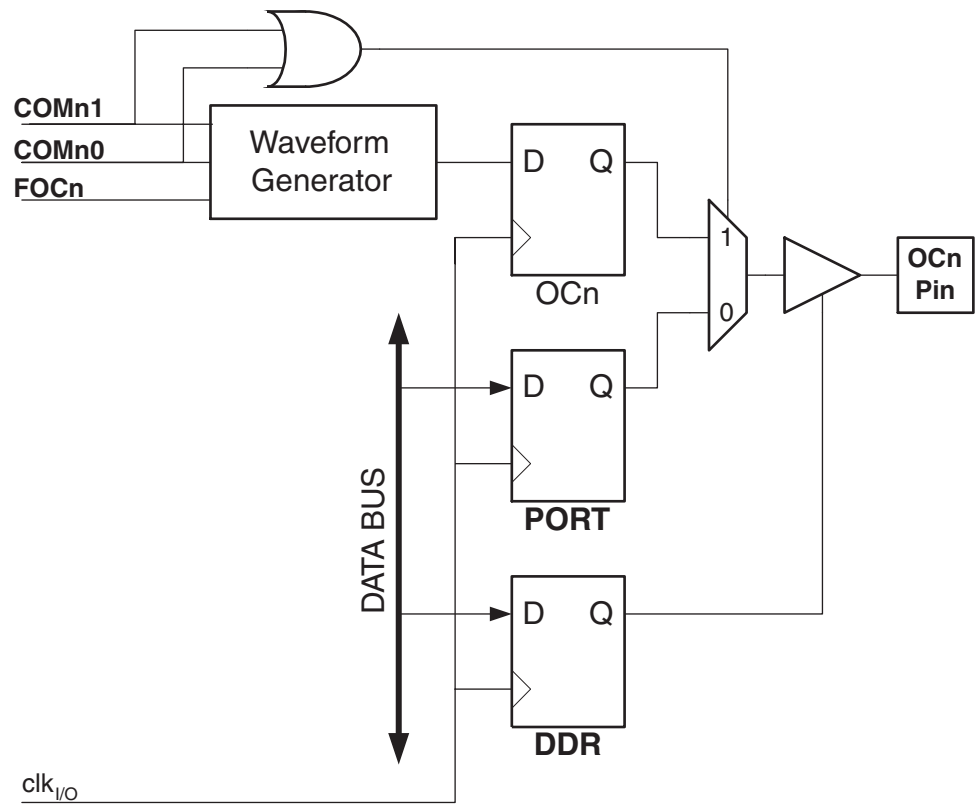 COMn1
COMn0
FOCn
Waveform
Generator
D Q
OCn
1
0
OCn
Pin
D Q
PORT
DATA BUS
D Q
DDR
clkI/O